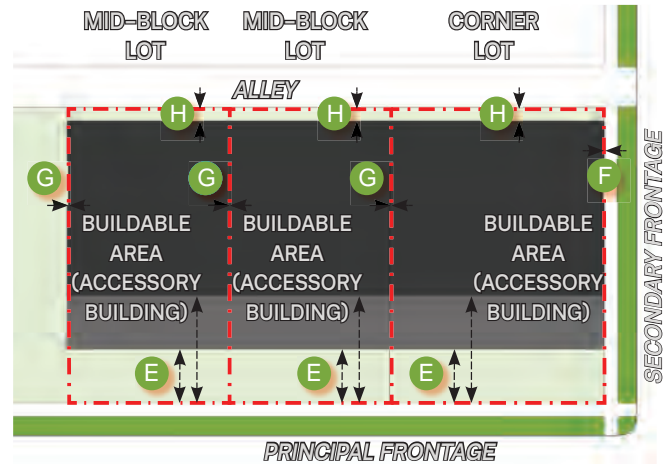 MID–BLOCK
LOT
MID–BLOCK
LOT
CORNER
LOT
ALLEY
H
H
H
G
G
G
F
BUILDABLE
AREA
(ACCESSORY
BUILDING)
BUILDABLE
AREA
(ACCESSORY
BUILDING)
BUILDABLE
AREA
(ACCESSORY
BUILDING)
E
E
E
SECONDARY FRONTAGE
PRINCIPAL FRONTAGE